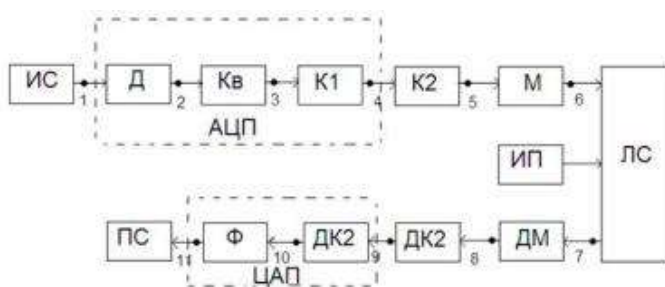 ИС Д Кв К1 К2 М ЛС
1 2 3 4 5 6
АЦП
ИП
ПС Ф ДК2 ДК2 ДМ
11 10 9 8 7
ЦАП